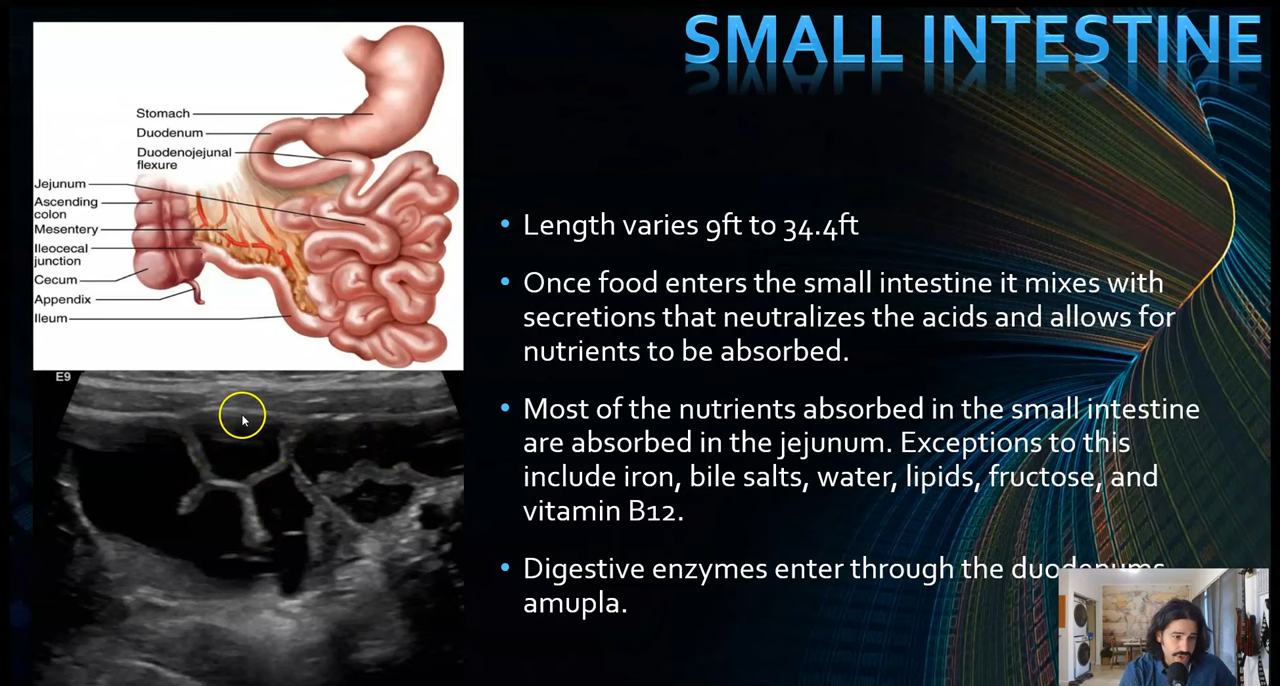 SMALL INTESTINE
Stomach
Duodenum
Duodenojejunal
flexure
Jejunum
Ascending
colon
Mesentery
Ileocecal
junction
Cecum
Appendix
Ileum
E9
• Length varies 9ft to 34.4ft
• Once food enters the small intestine it mixes with
secretions that neutralizes the acids and allows for
nutrients to be absorbed.
• Most of the nutrients absorbed in the small intestine
are absorbed in the jejunum. Exceptions to this
include iron, bile salts, water, lipids, fructose, and
vitamin B12.
• Digestive enzymes enter through the duodenums
amupla.